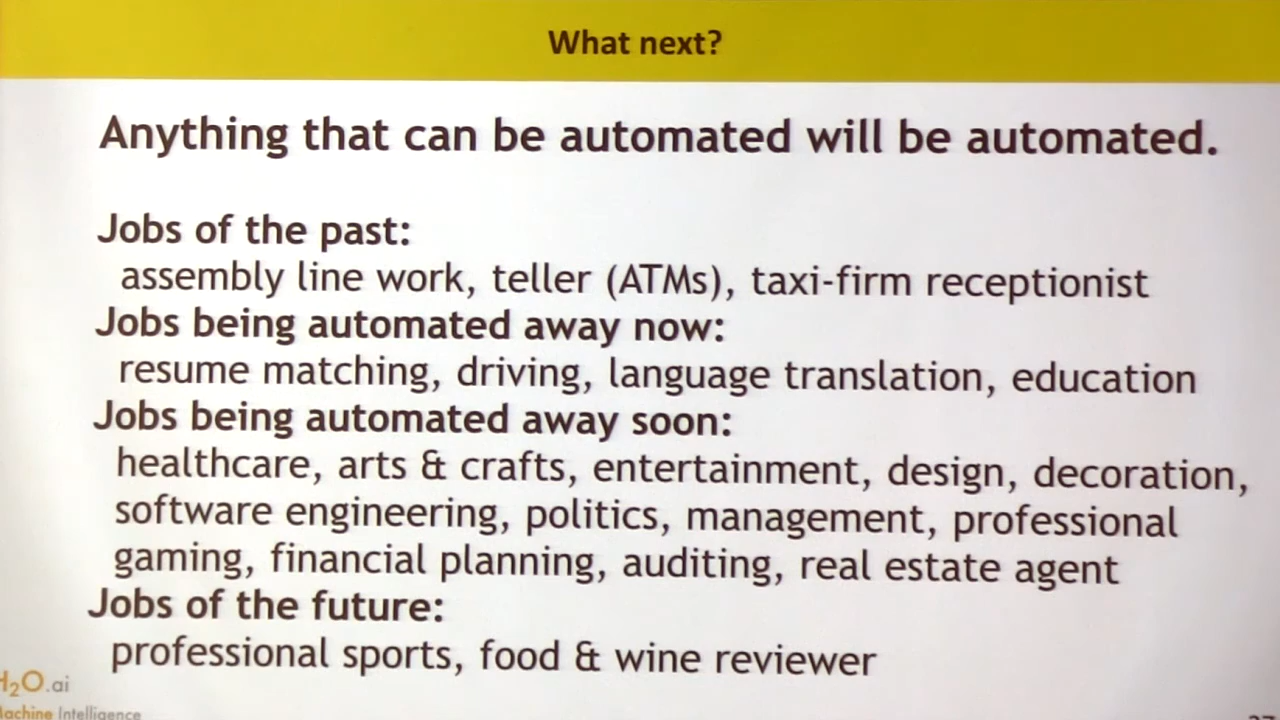 What next?
Anything that can be automated will be automated.
Jobs of the past:
assembly line work, teller (ATMs), taxi-firm receptionist
Jobs being automated away now:
resume matching, driving, language translation, education
Jobs being automated away soon:
healthcare, arts & crafts, entertainment, design, decoration,
software engineering, politics, management, professional
gaming, financial planning, auditing, real estate agent
Jobs of the future:
professional sports, food & wine reviewer
H2O.ai
Machine Intelligence